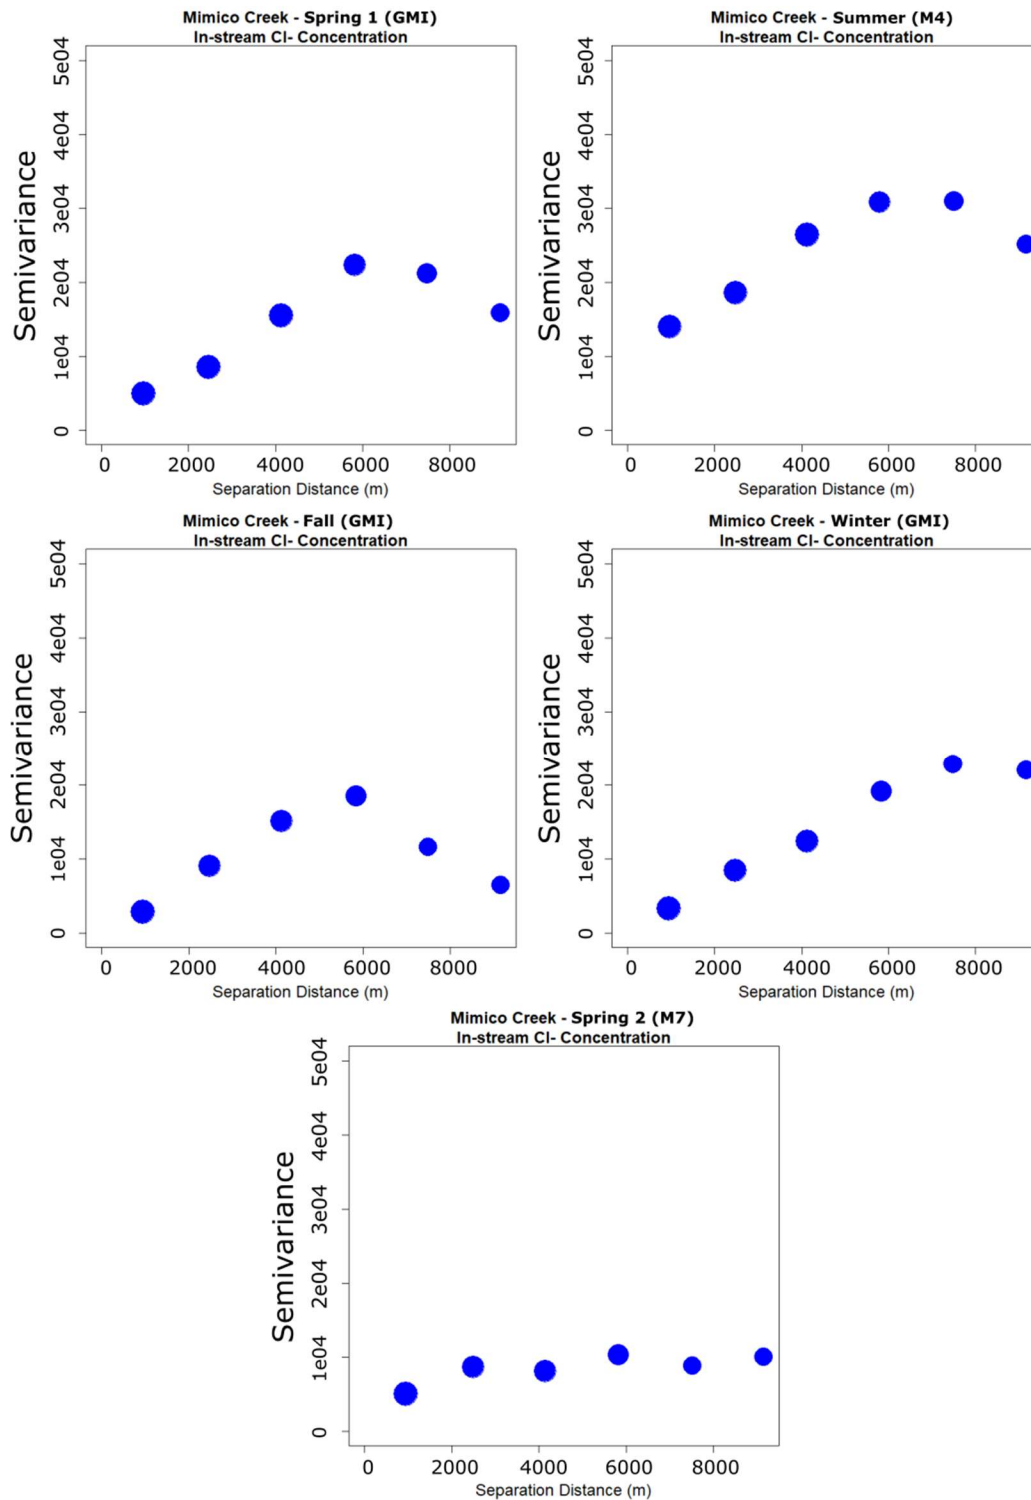 Mimico Creek - Spring 1 (GMI)
In-stream Cl- Concentration
Semivariance
5e04
4e04
3e04
2e04
1e04
0
0 2000 4000 6000 8000
Separation Distance (m)
Mimico Creek - Summer (M4)
In-stream Cl- Concentration
Semivariance
5e04
4e04
3e04
2e04
1e04
0
0 2000 4000 6000 8000
Separation Distance (m)
Mimico Creek - Fall (GMI)
In-stream Cl- Concentration
Semivariance
5e04
4e04
3e04
2e04
1e04
0
0 2000 4000 6000 8000
Separation Distance (m)
Mimico Creek - Winter (GMI)
In-stream Cl- Concentration
Semivariance
5e04
4e04
3e04
2e04
1e04
0
0 2000 4000 6000 8000
Separation Distance (m)
Mimico Creek - Spring 2 (M7)
In-stream Cl- Concentration
Semivariance
5e04
4e04
3e04
2e04
1e04
0
0 2000 4000 6000 8000
Separation Distance (m)